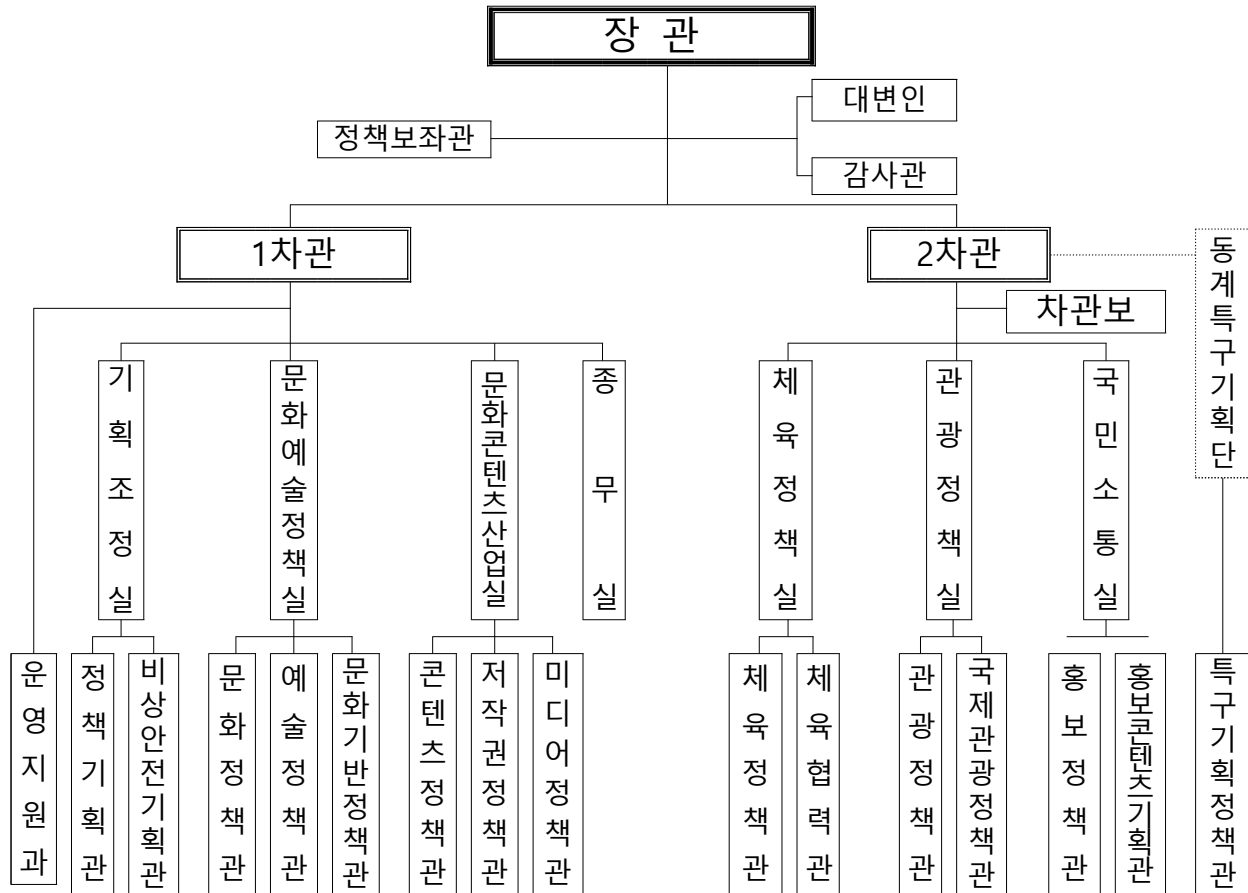 장 관
대변인
정책보좌관
감사관
1차관
2차관
차관보
동계특구기획단
기획조정실
문화예술정책실
문화콘텐츠산업실
종무실
체육정책실
관광정책실
국민소통실
운영지원과
정책기획관
비상안전기획관
문화정책관
예술정책관
문화기반정책관
콘텐츠정책관
저작권정책관
미디어정책관
체육정책관
체육협력관
관광정책관
국제관광정책관
홍보정책관
홍보콘텐츠기획관
특구기획정책관